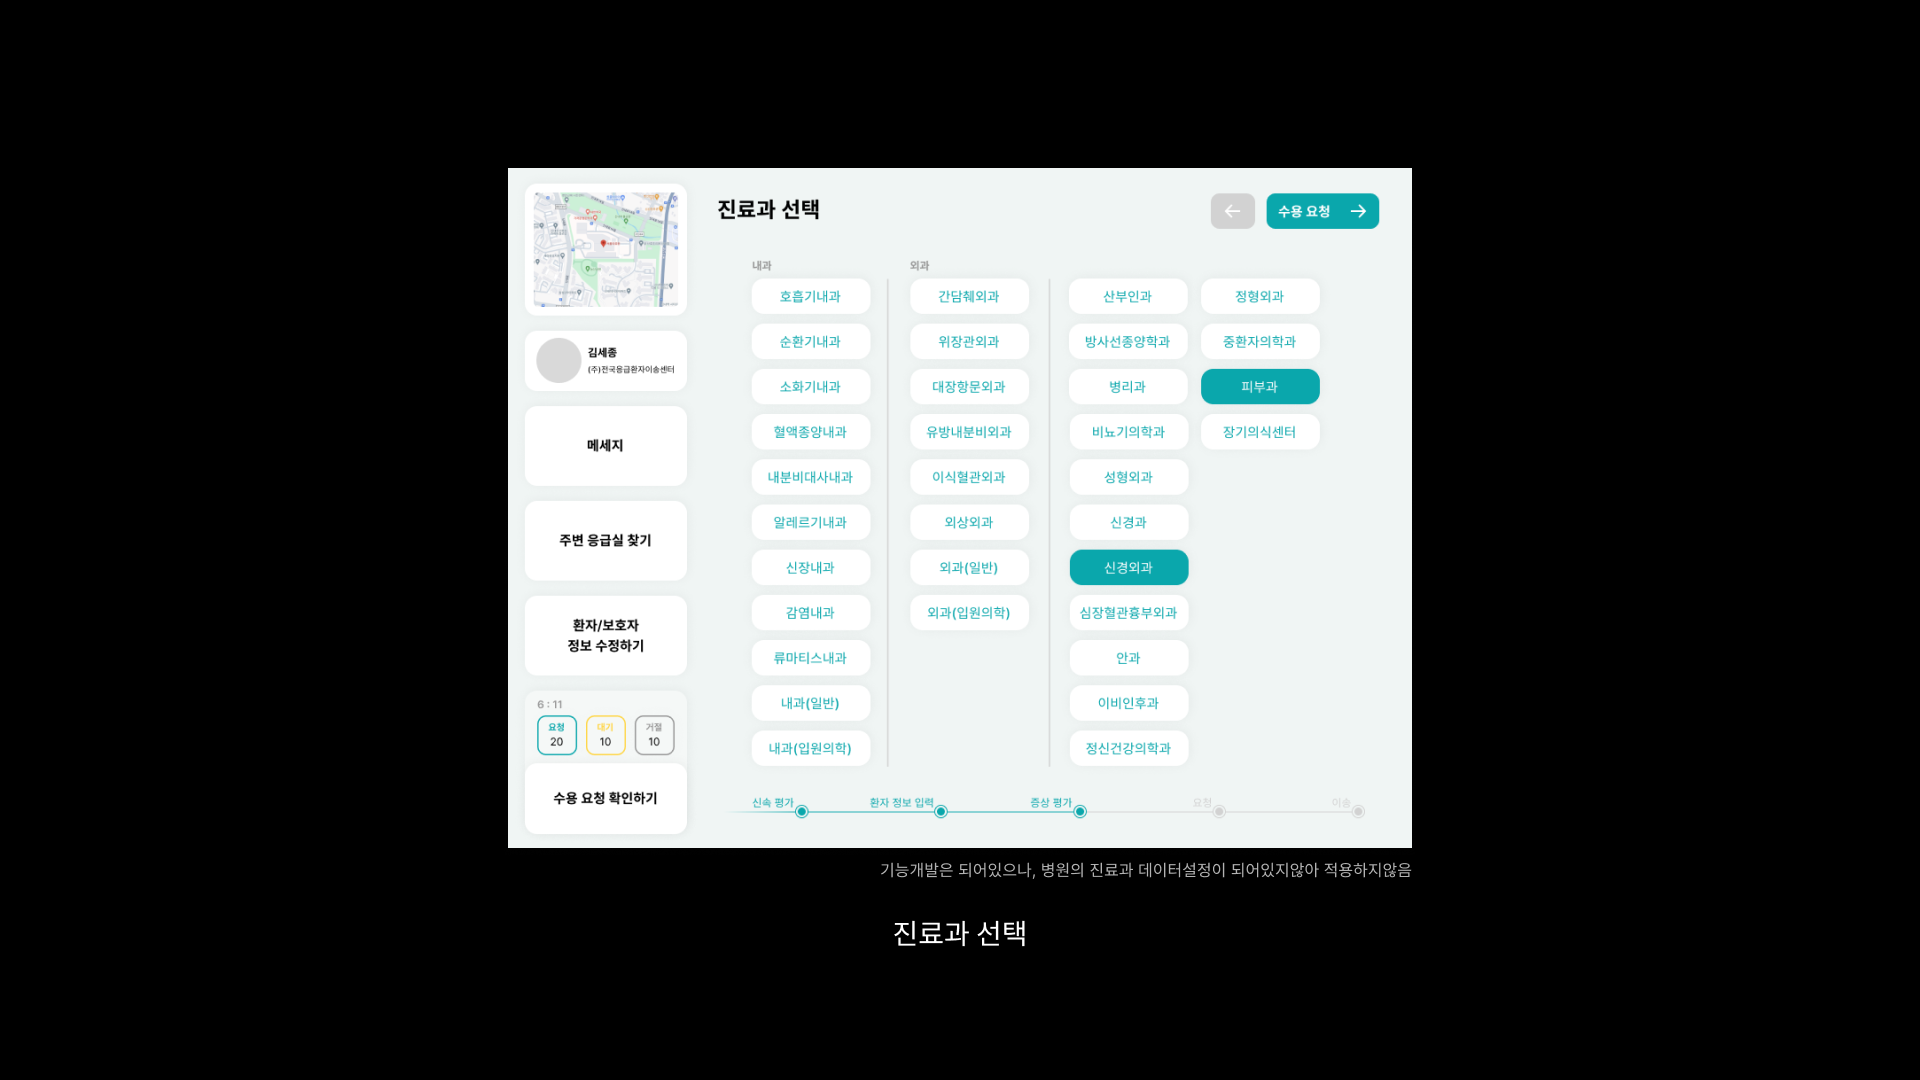 진료과 선택
수용 요청
김세종
(주)전국응급환자이송센터
메세지
주변 응급실 찾기
환자/보호자
정보 수정하기
6 : 11
요청
20
대기
10
거절
10
수용 요청 확인하기
내과
호흡기내과
순환기내과
소화기내과
혈액종양내과
내분비대사내과
알레르기내과
신장내과
감염내과
류마티스내과
내과(일반)
내과(입원의학)
외과
간담췌외과
위장관외과
대장항문외과
유방내분비외과
이식혈관외과
외상외과
외과(일반)
외과(입원의학)
산부인과
방사선종양학과
병리과
비뇨기의학과
성형외과
신경과
신경외과
심장혈관흉부외과
안과
이비인후과
정신건강의학과
정형외과
중환자의학과
피부과
장기의식센터
신속 평가
환자 정보 입력
증상 평가
요청
이송
기능개발은 되어있으나, 병원의 진료과 데이터설정이 되어있지않아 적용하지않음
진료과 선택